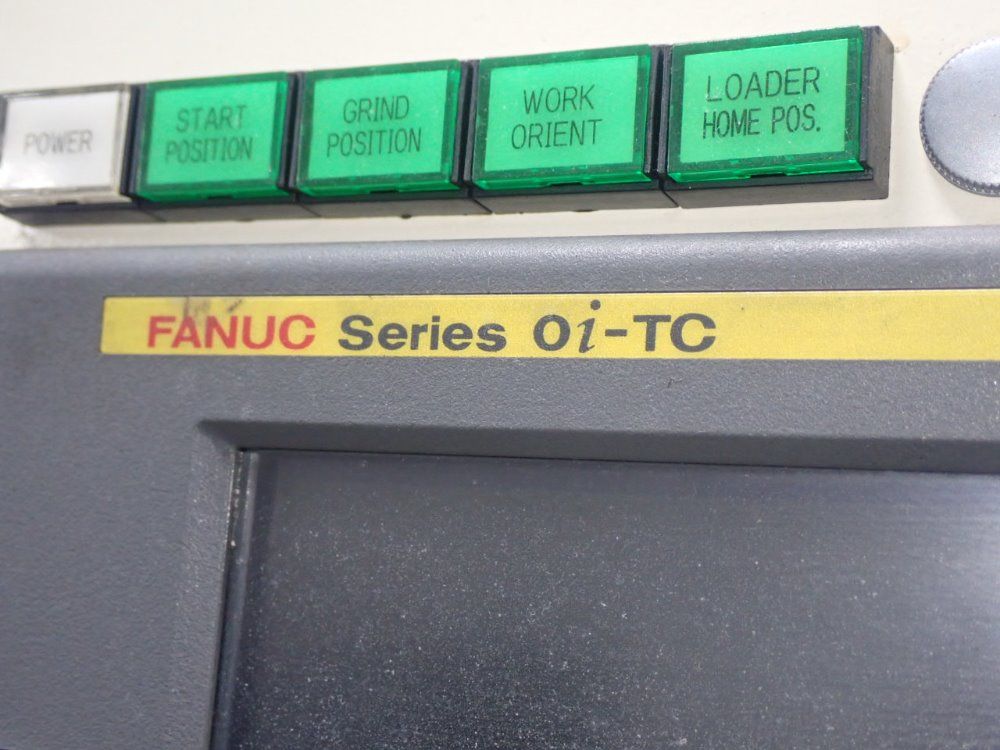 POWER
START
POSITION
GRIND
POSITION
WORK
ORIENT
LOADER
HOME POS.
FANUC Series 0i-TC